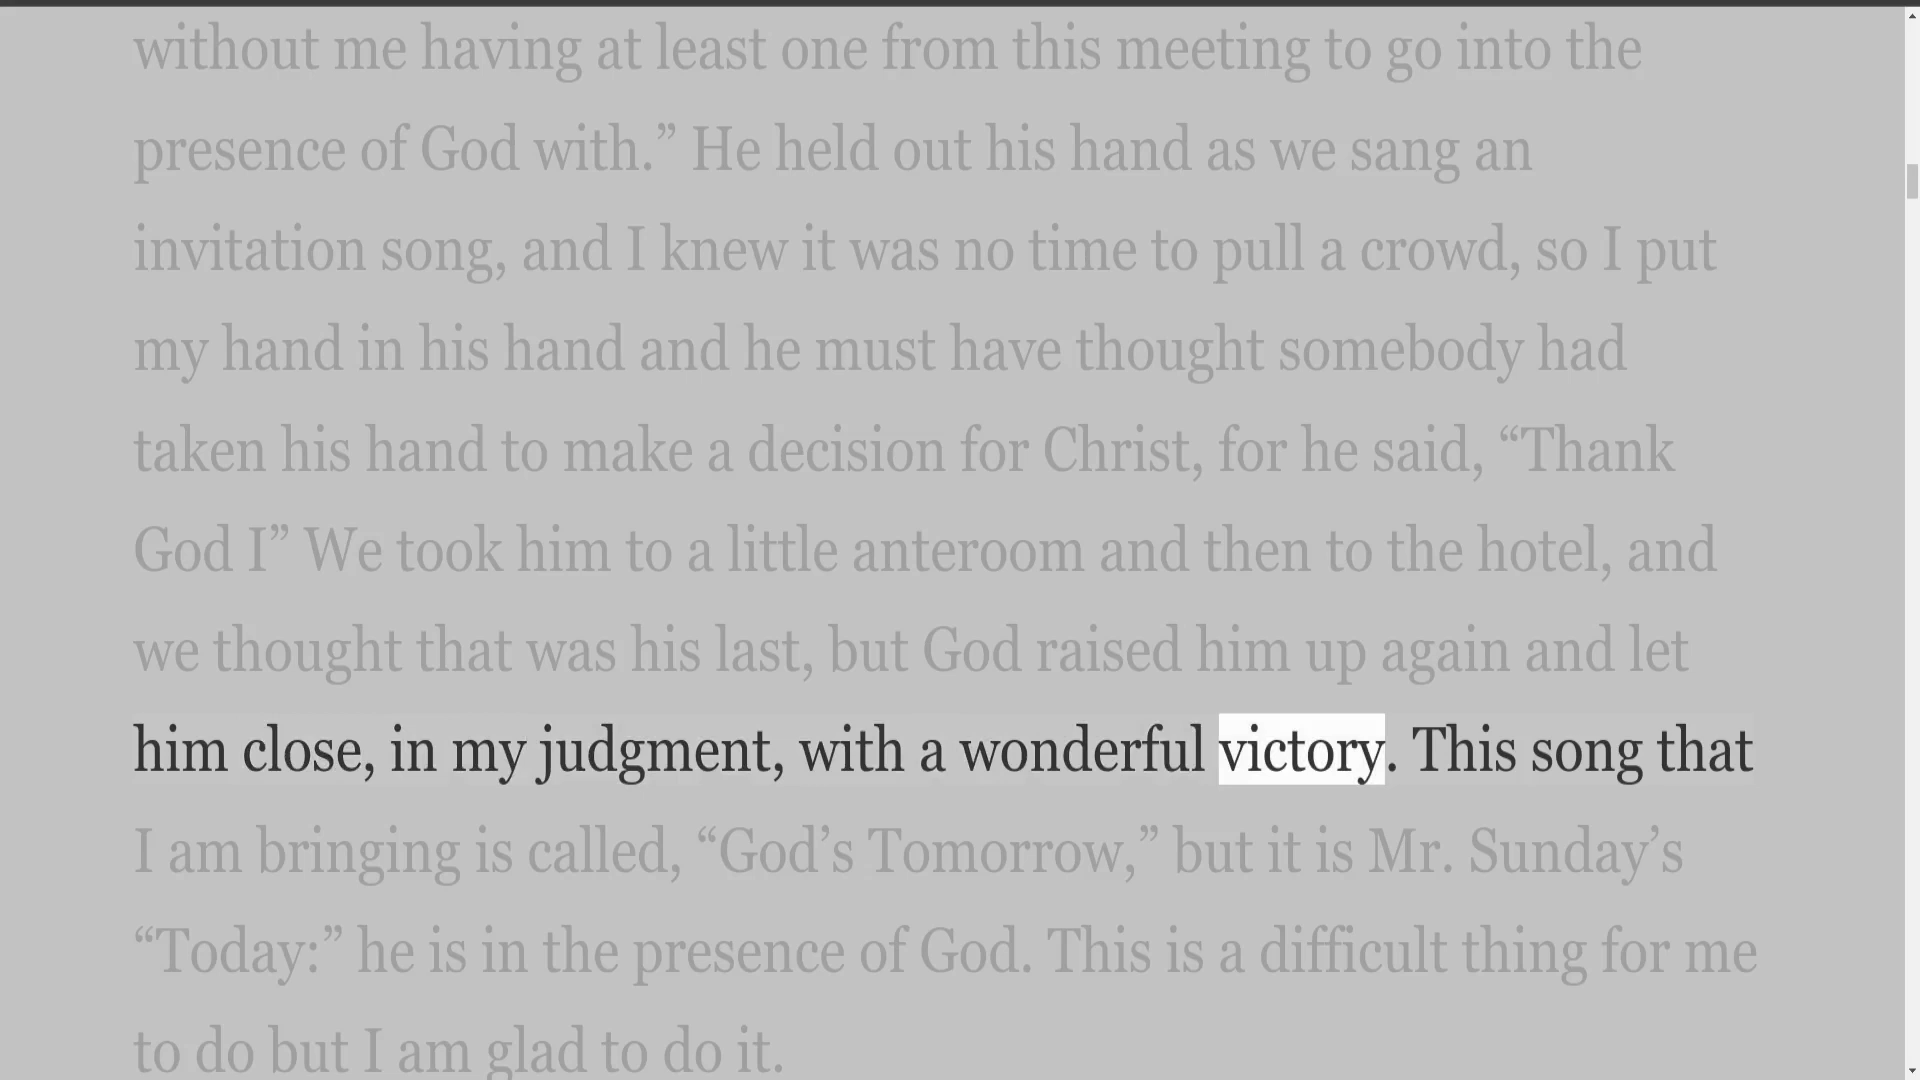 without me having at least one from this meeting to go into the
presence of God with.” He held out his hand as we sang an
invitation song, and I knew it was no time to pull a crowd, so I put
my hand in his hand and he must have thought somebody had
taken his hand to make a decision for Christ, for he said, “Thank
God I” We took him to a little anteroom and then to the hotel, and
we thought that was his last, but God raised him up again and let
him close, in my judgment, with a wonderful victory. This song that
I am bringing is called, “God’s Tomorrow,” but it is Mr. Sunday’s
“Today:” he is in the presence of God. This is a difficult thing for me
to do but I am glad to do it.